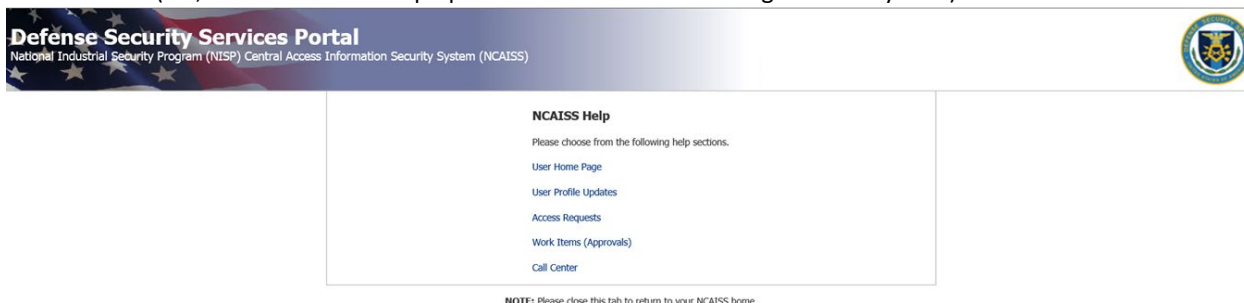 Defense Security Services Portal
National Industrial Security Program (NISP) Central Access Information Security System (NCAISS)
NCAISS Help
Please choose from the following help sections.
User Home Page
User Profile Updates
Access Requests
Work Items (Approvals)
Call Center
NOTE: Please close this tab to return to your NCAISS home